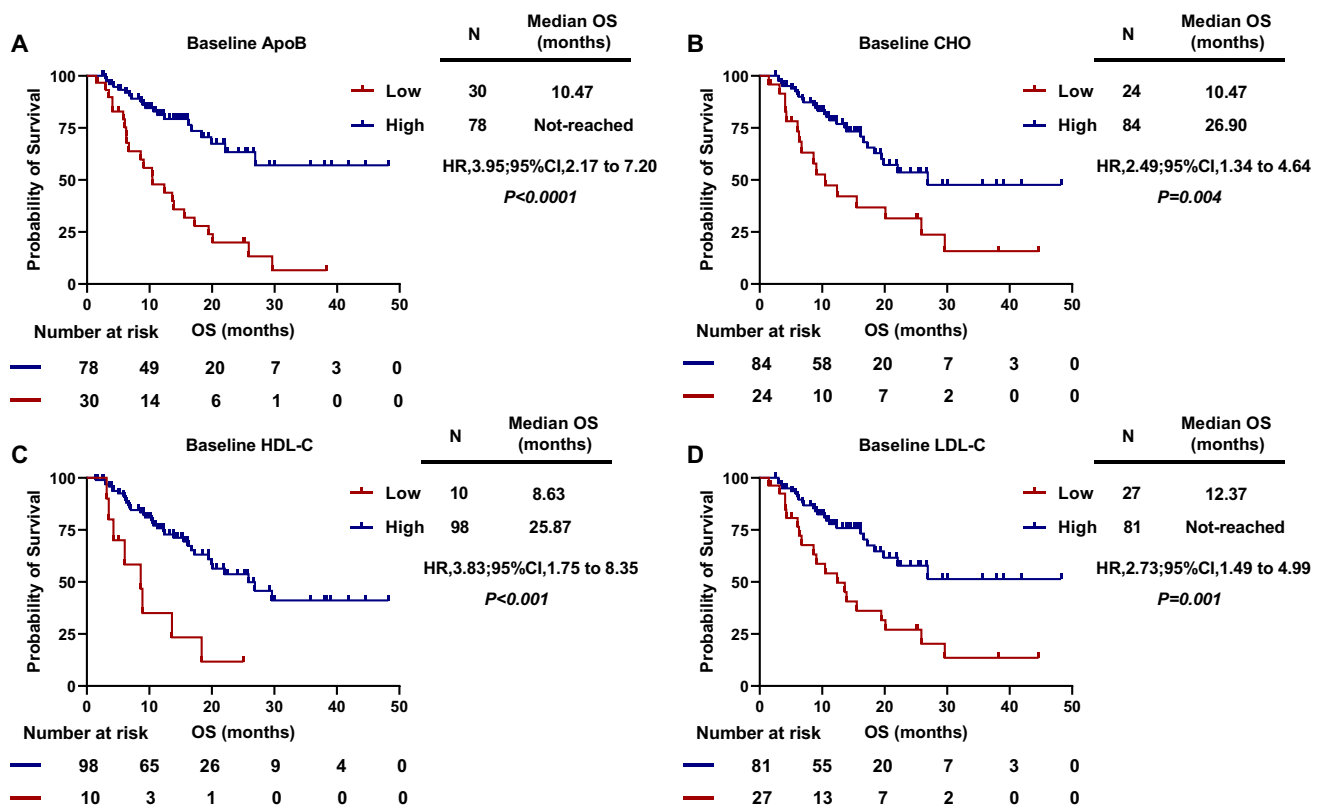 A
Baseline ApoB
N
Median OS
(months)
Low 30 10.47
High 78 Not-reached
HR,3.95;95%CI,2.17 to 7.20
P<0.0001
Probability of Survival
100
75
50
25
0
0 10 20 30 40 50
Number at risk OS (months)
78 49 20 7 3 0
30 14 6 1 0 0
B
Baseline CHO
N
Median OS
(months)
Low 24 10.47
High 84 26.90
HR,2.49;95%CI,1.34 to 4.64
P=0.004
Probability of Survival
100
75
50
25
0
0 10 20 30 40 50
Number at risk OS (months)
84 58 20 7 3 0
24 10 7 2 0 0
C
Baseline HDL-C
N
Median OS
(months)
Low 10 8.63
High 98 25.87
HR,3.83;95%CI,1.75 to 8.35
P<0.001
Probability of Survival
100
75
50
25
0
0 10 20 30 40 50
Number at risk OS (months)
98 65 26 9 4 0
10 3 1 0 0 0
D
Baseline LDL-C
N
Median OS
(months)
Low 27 12.37
High 81 Not-reached
HR,2.73;95%CI,1.49 to 4.99
P=0.001
Probability of Survival
100
75
50
25
0
0 10 20 30 40 50
Number at risk OS (months)
81 55 20 7 3 0
27 13 7 2 0 0